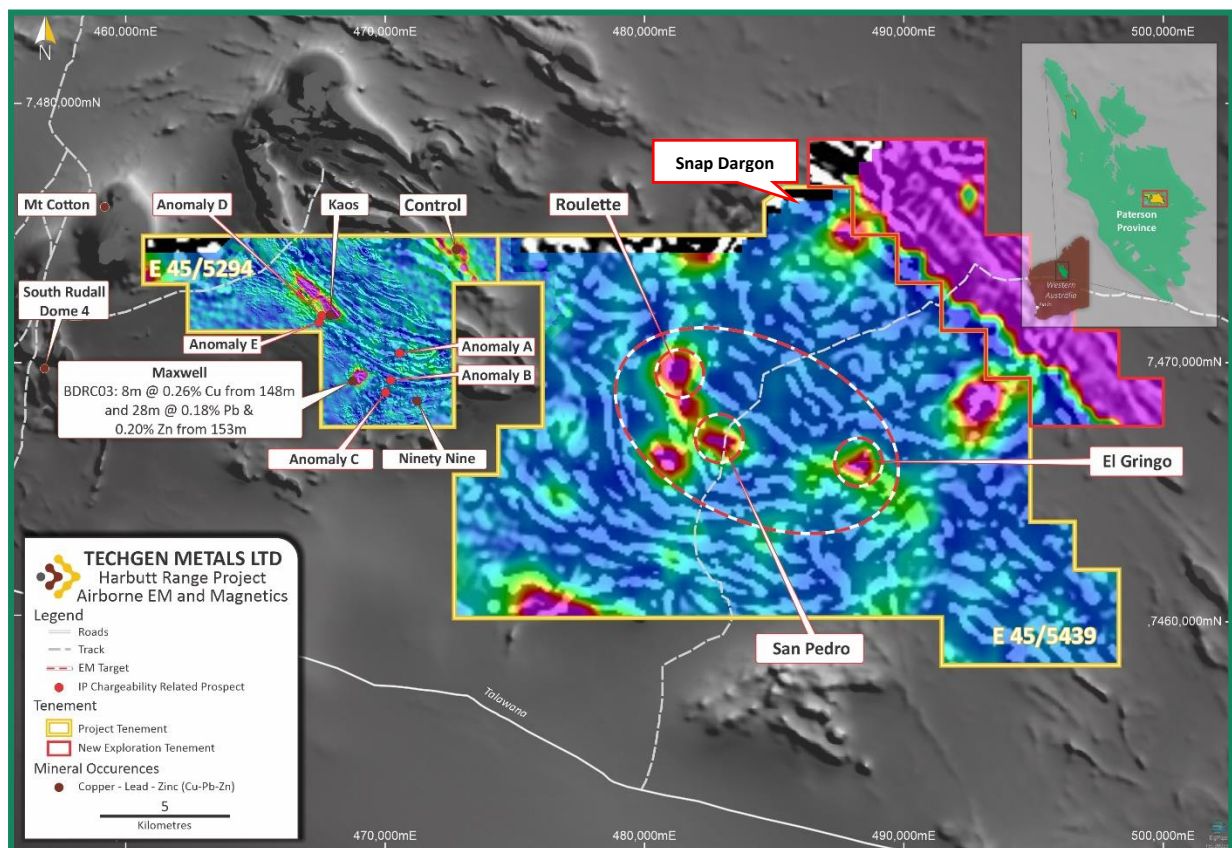 460,000mE
480,000mE
490,000mE
500,000mE
N
7,480,000mN
Snap Dargon
Paterson
Province
Western
Australia
Mt Cotton
Anomaly D
Kaos
Control
Roulette
E 45/5294
South Rudall
Dome 4
Anomaly E
Anomaly A
7,470,000mN
Maxwell
BDRC03: 8m @ 0.26% Cu from 148m
and 28m @ 0.18% Pb &
0.20% Zn from 153m
Anomaly B
Anomaly C
Ninety Nine
El Gringo
TECHGEN METALS LTD
Harbutt Range Project
Airborne EM and Magnetics
Legend
Roads
Track
EM Target
IP Chargeability Related Prospect
Tenement
Project Tenement
New Exploration Tenement
Mineral Occurences
Copper - Lead - Zinc (Cu-Pb-Zn)
5
Kilometres
7,460,000mN
E 45/5439
San Pedro
Talawana
470,000mE
480,000mE
490,000mE
500,000mE